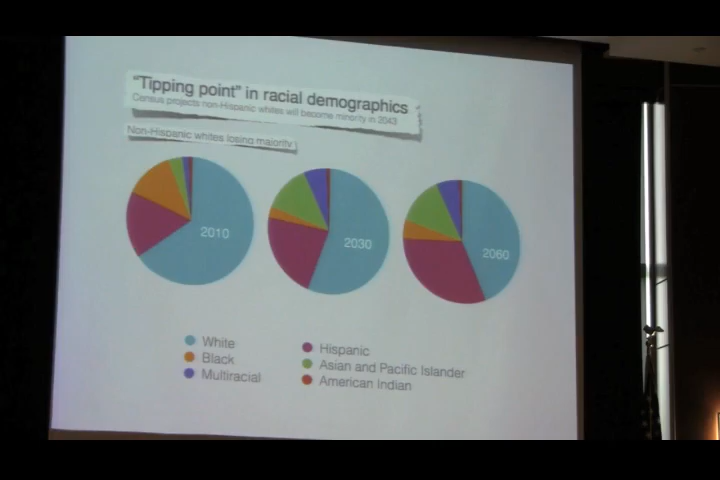 "Tipping point" in racial demographics
Census projects non-Hispanic whites will become minority in 2043
Non-Hispanic whites losing majority
2010
2030
2060
White
Black
Multiracial
Hispanic
Asian and Pacific Islander
American Indian